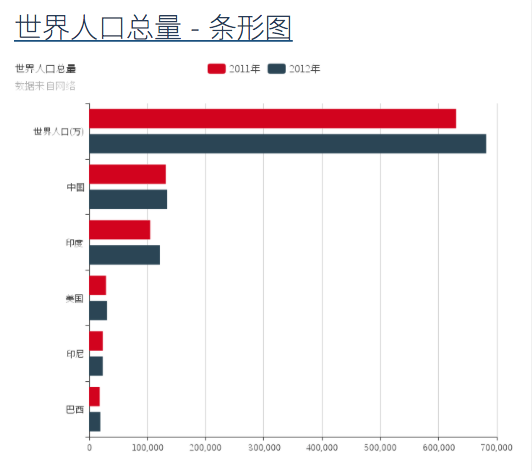 世界人口总量 - 条形图
世界人口总量
2011年 2012年
数据来自网络
世界人口(万)
中国
印度
美国
印尼
巴西
0 100,000 200,000 300,000 400,000 500,000 600,000 700,000